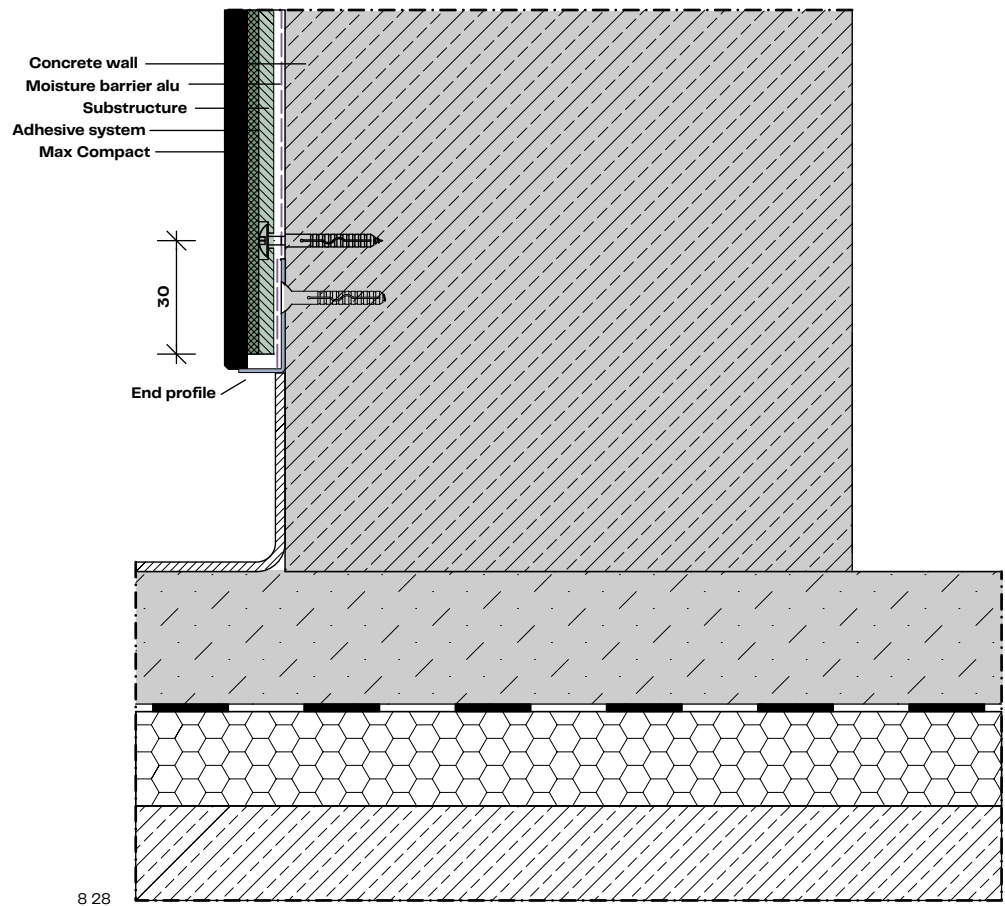 Concrete wall
Moisture barrier alu
Substructure
Adhesive system
Max Compact
30
End profile
8 28